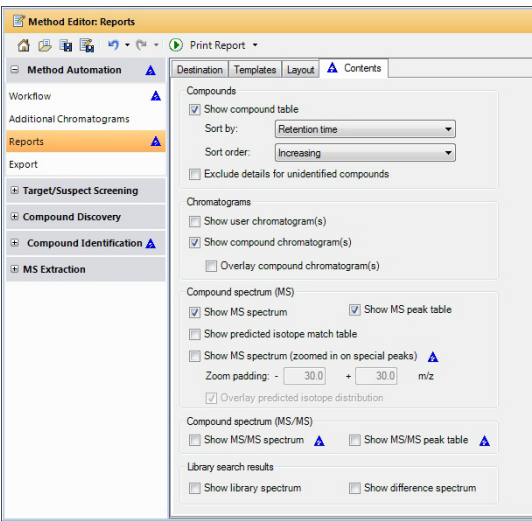 Method Editor: Reports
Print Report
Method Automation
Workflow
Additional Chromatograms
Reports
Export
Target/Suspect Screening
Compound Discovery
Compound Identification
MS Extraction
Destination Templates Layout Contents
Compounds
Show compound table
Sort by: Retention time
Sort order: Increasing
Exclude details for unidentified compounds
Chromatograms
Show user chromatogram(s)
Show compound chromatogram(s)
Overlay compound chromatogram(s)
Compound spectrum (MS)
Show MS spectrum Show MS peak table
Show predicted isotope match table
Show MS spectrum (zoomed in on special peaks)
Zoom padding: - 30.0 + 30.0 m/z
Overlay predicted isotope distribution
Compound spectrum (MS/MS)
Show MS/MS spectrum Show MS/MS peak table
Library search results
Show library spectrum Show difference spectrum